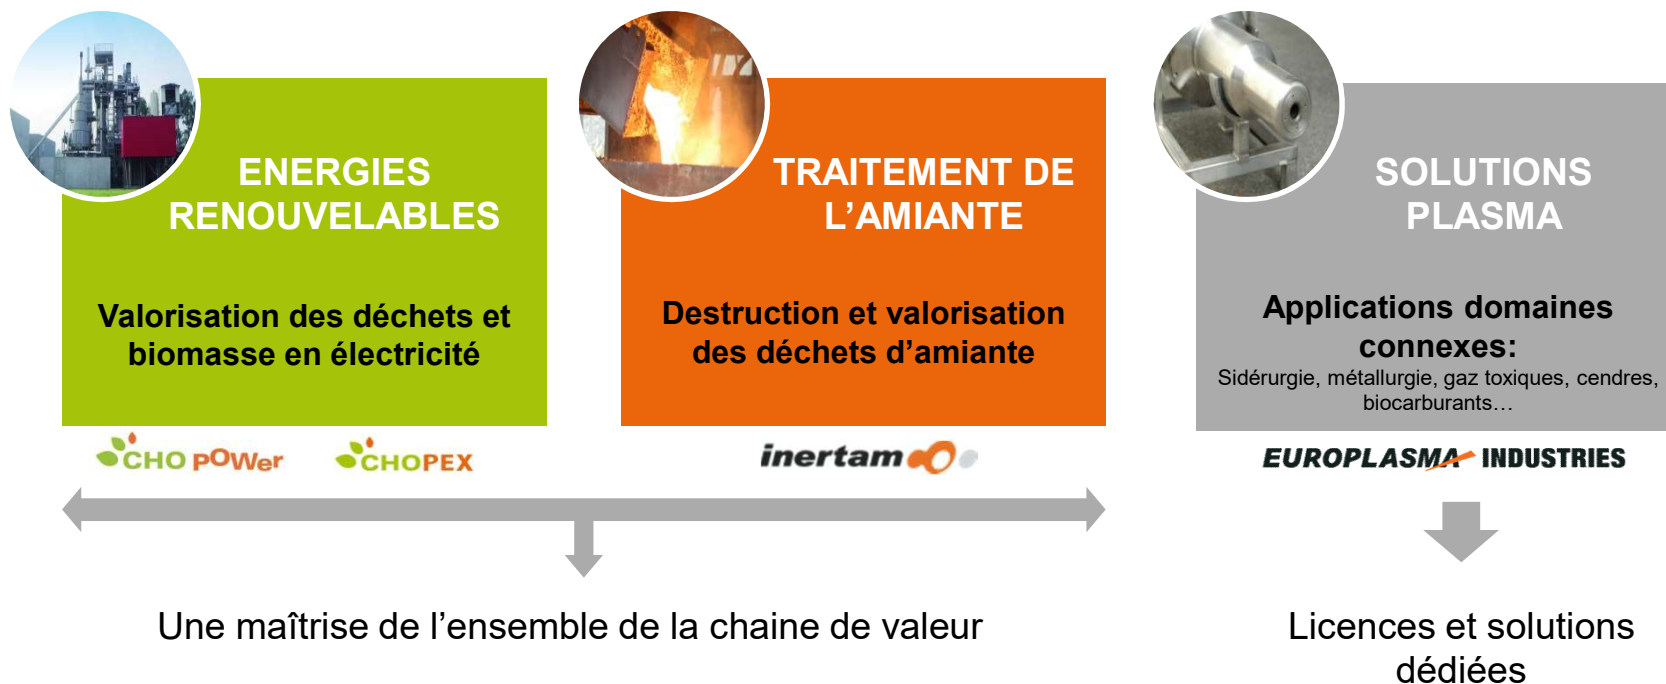 ENERGIES
RENOUVELABLES
Valorisation des déchets et
biomasse en électricité
CHO POWer
CHOPEX
TRAITEMENT DE
L’AMIANTE
Destruction et valorisation
des déchets d’amiante
inertam
SOLUTIONS
PLASMA
Applications domaines
connexes:
Sidérurgie, métallurgie, gaz toxiques, cendres,
biocarburants…
EUROPLASMA INDUSTRIES
Une maîtrise de l’ensemble de la chaine de valeur
Licences et solutions
dédiées